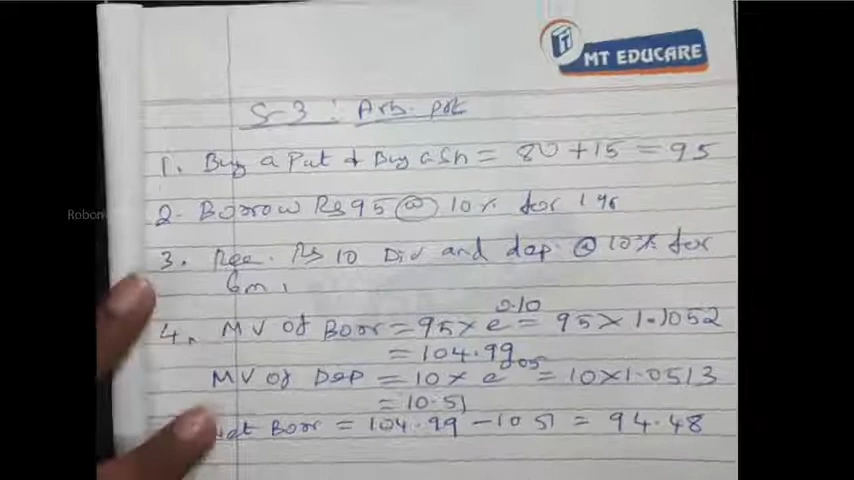 MT EDUCARE
S-3 : Arb. pft
1. Buy a Put & Buy a Sh = 80 + 15 = 95
2. Borrow Rs 95 @ 10% for 1 yr
Robom
3. Rec. Rs 10 Div and dep. @ 10% for
6m.
4. MV of Borr = 95 x e^0.10 = 95 x 1.1052
= 104.99
MV of Dep = 10 x e^.05 = 10 x 1.0513
= 10.51
Net Borr = 104.99 - 10.51 = 94.48